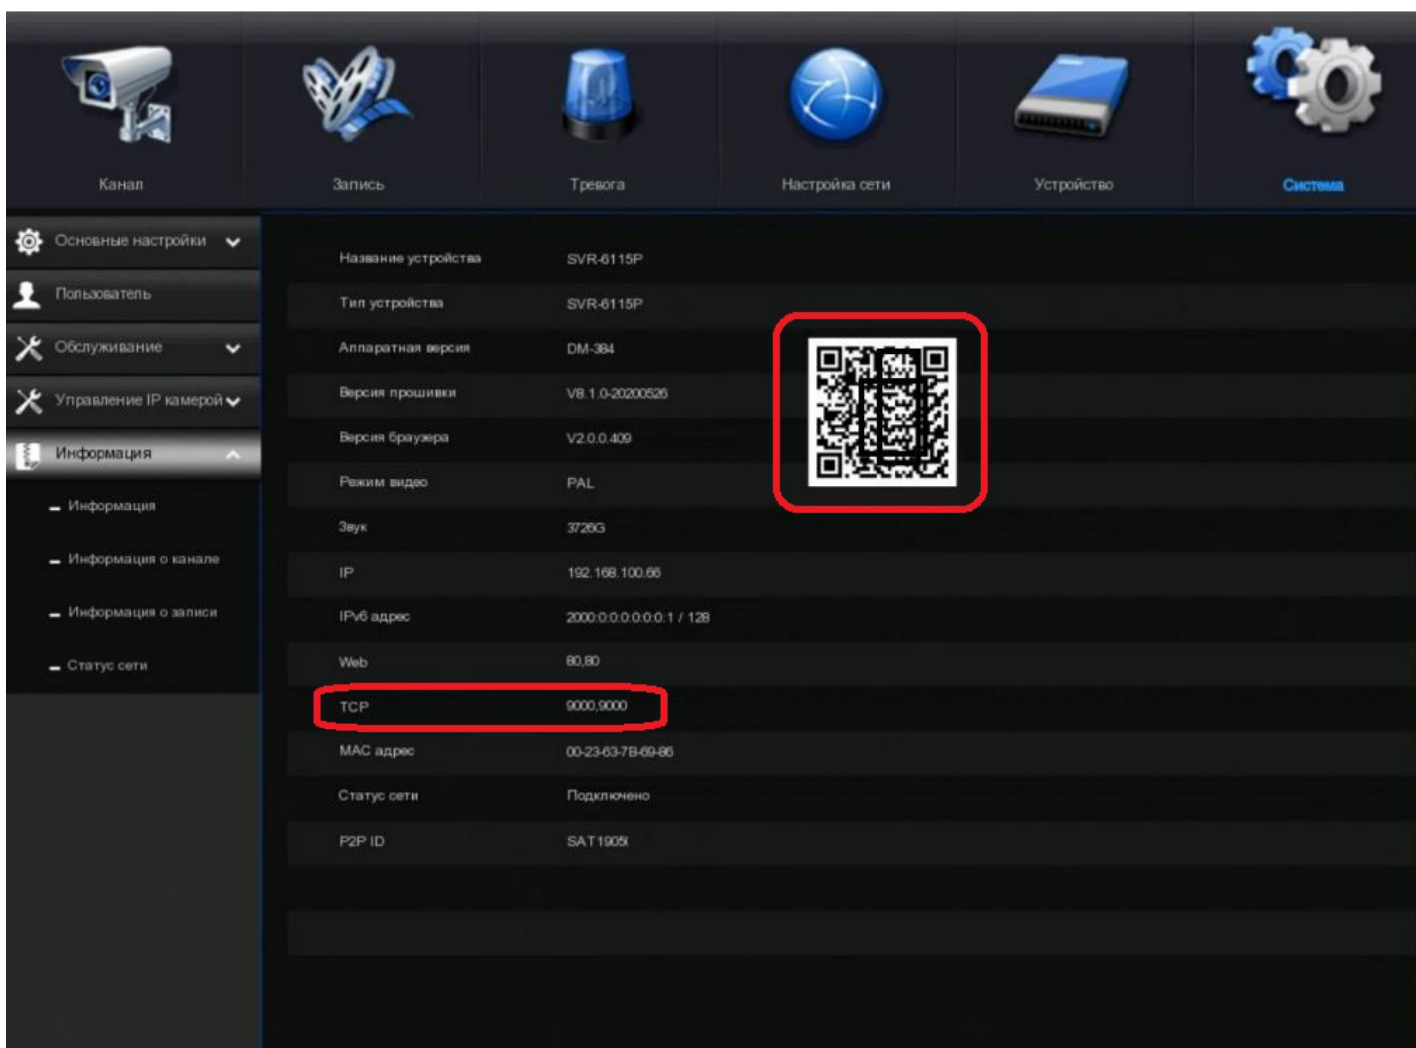 Канал
Запись
Тревога
Настройка сети
Устройство
Система
Основные настройки
Пользователь
Обслуживание
Управление IP камерой
Информация
Информация
Информация о канале
Информация о записи
Статус сети
Название устройства SVR-6115P
Тип устройства SVR-6115P
Аппаратная версия DM-384
Версия прошивки V8.1.0-20200526
Версия браузера V2.0.0.409
Режим видео PAL
Звук 3726G
IP 192.168.100.66
IPv6 адрес 2000:0:0:0:0:0:0:1 / 128
Web 80,80
TCP 9000,9000
MAC адрес 00-23-63-7B-69-86
Статус сети Подключено
P2P ID SAT1905